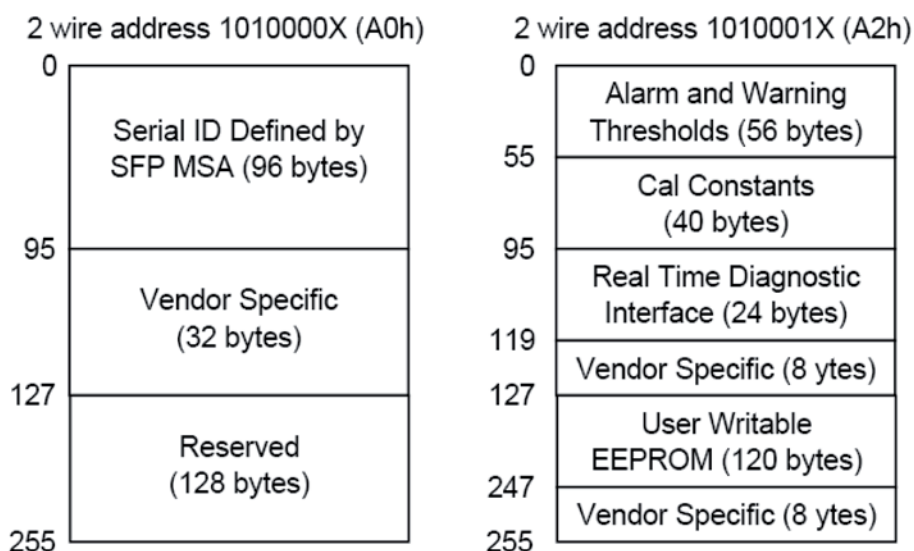 2 wire address 1010000X (A0h)
0
Serial ID Defined by
SFP MSA (96 bytes)
95
Vendor Specific
(32 bytes)
127
Reserved
(128 bytes)
255
2 wire address 1010001X (A2h)
0
Alarm and Warning
Thresholds (56 bytes)
55
Cal Constants
(40 bytes)
95
Real Time Diagnostic
Interface (24 bytes)
119
Vendor Specific (8 ytes)
127
User Writable
EEPROM (120 bytes)
247
Vendor Specific (8 ytes)
255